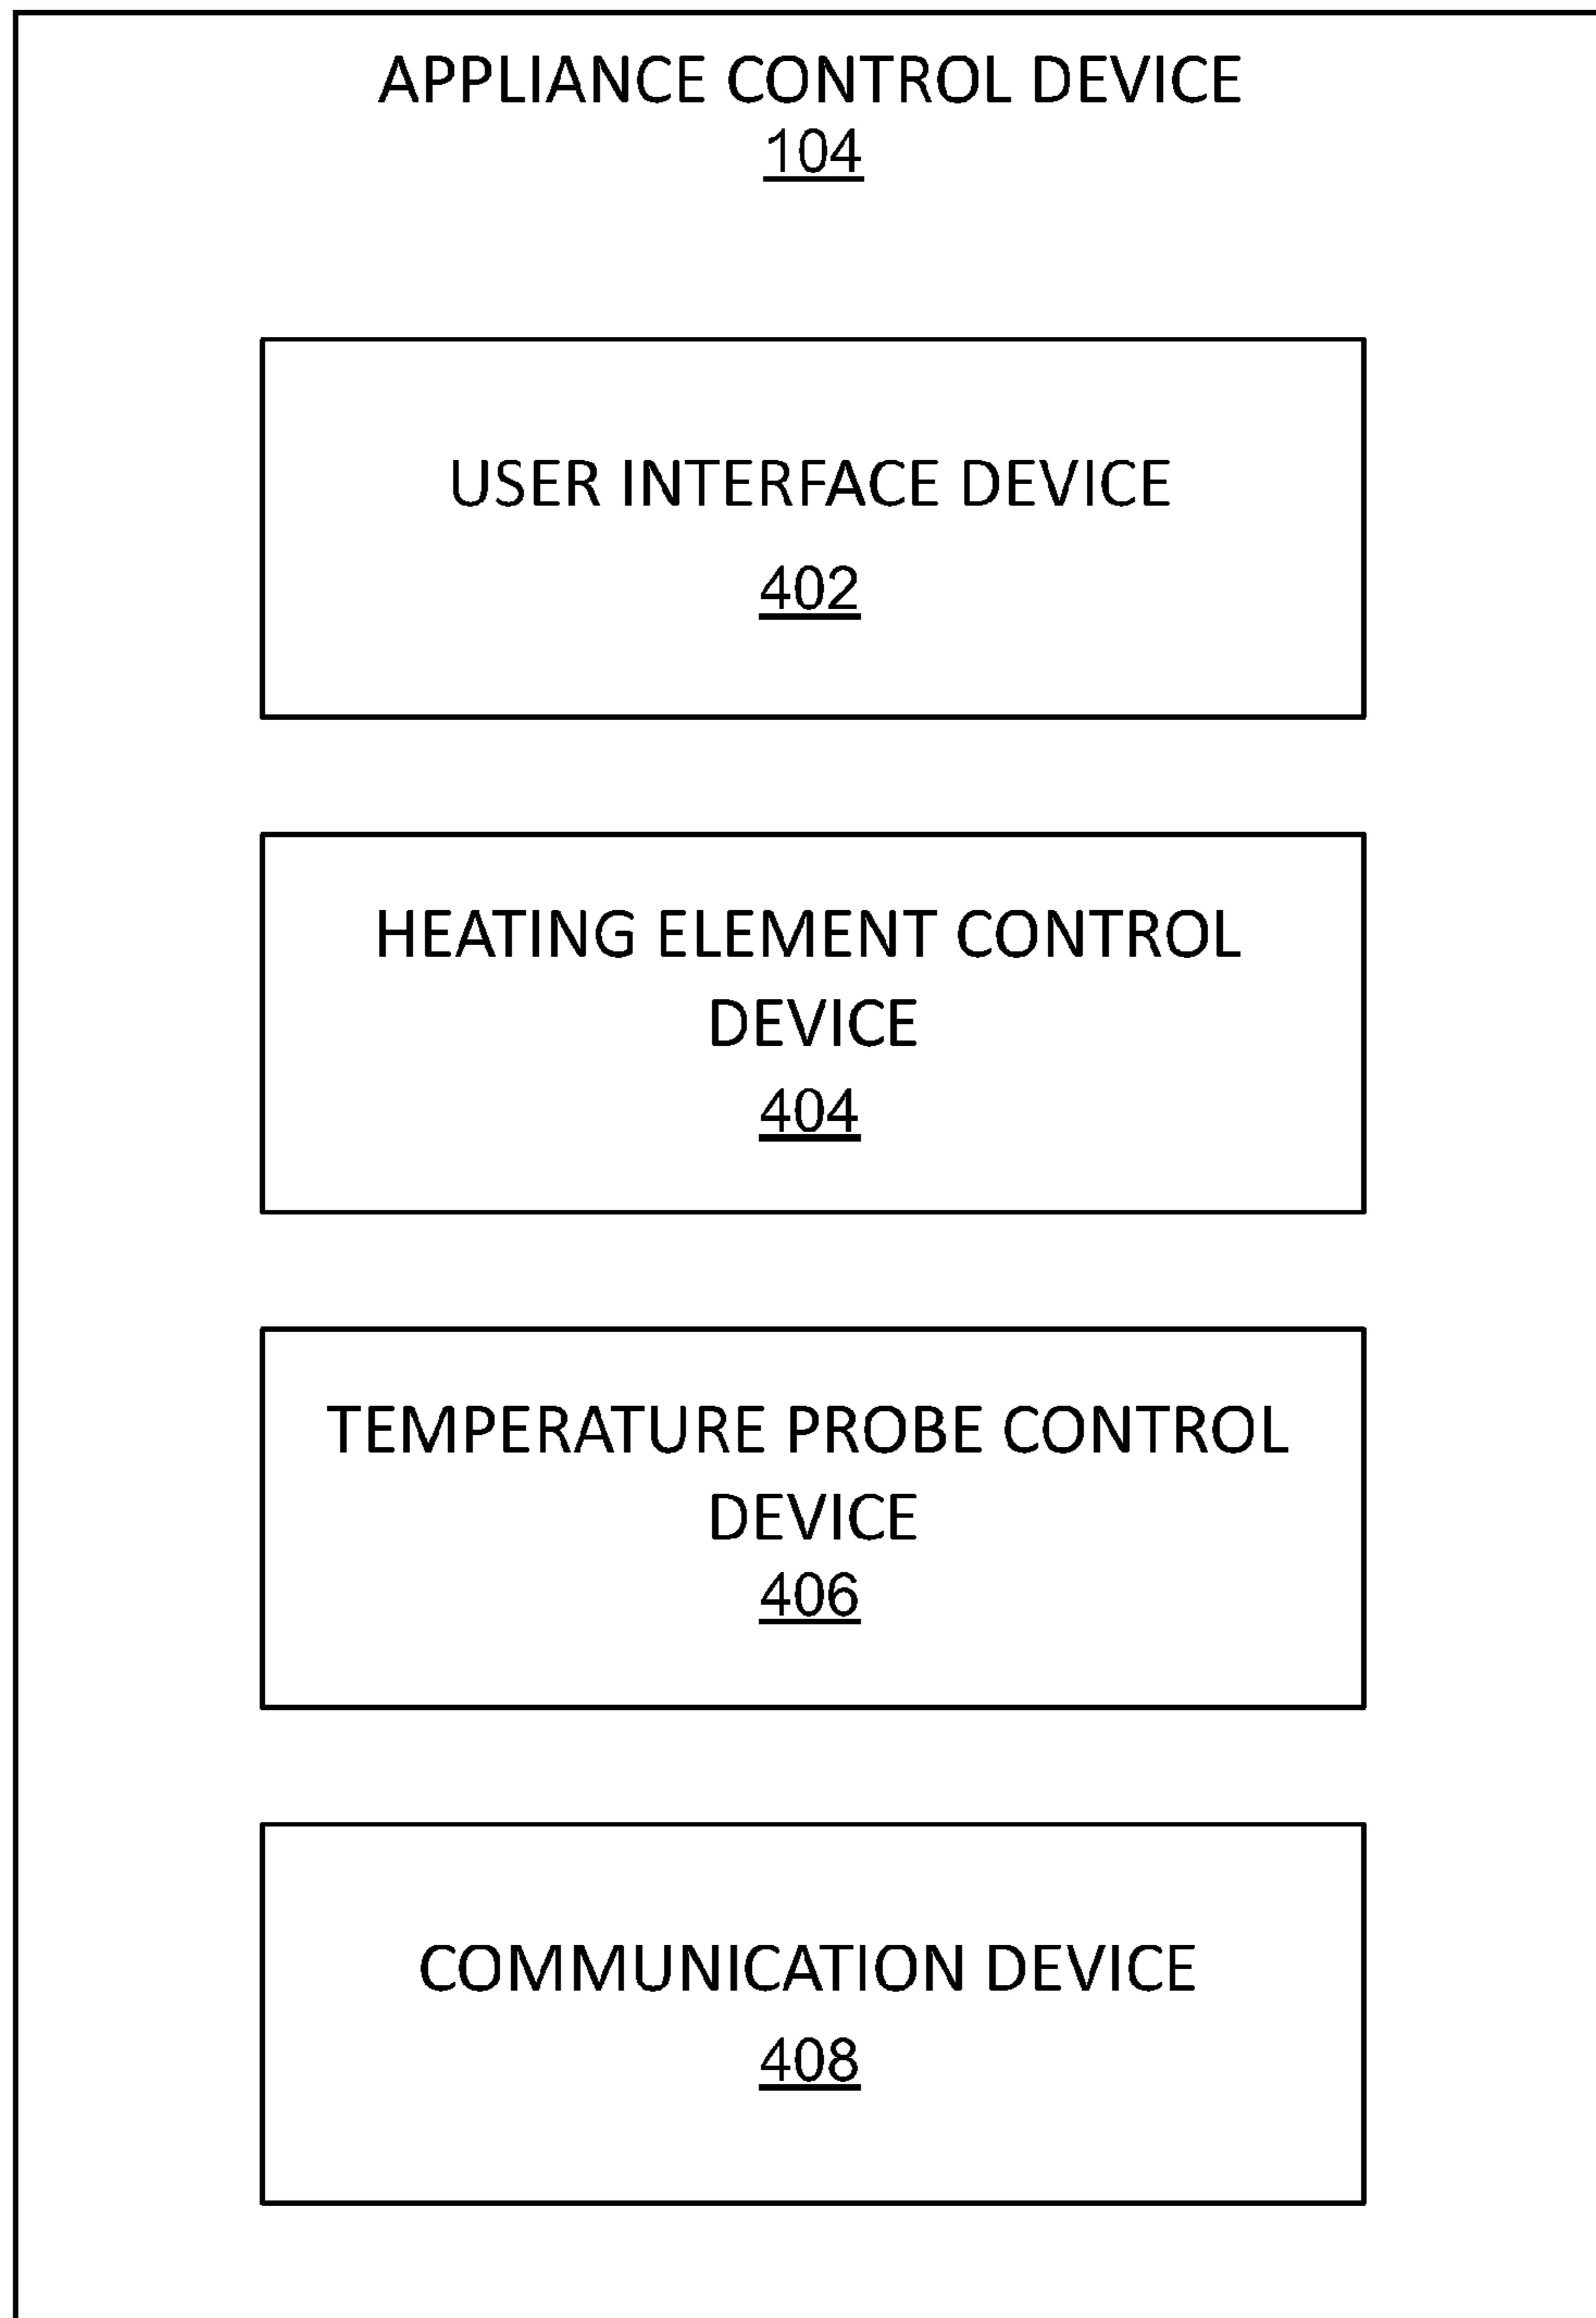 APPLIANCE CONTROL DEVICE
104
USER INTERFACE DEVICE
402
HEATING ELEMENT CONTROL
DEVICE
404
TEMPERATURE PROBE CONTROL
DEVICE
406
COMMUNICATION DEVICE
408